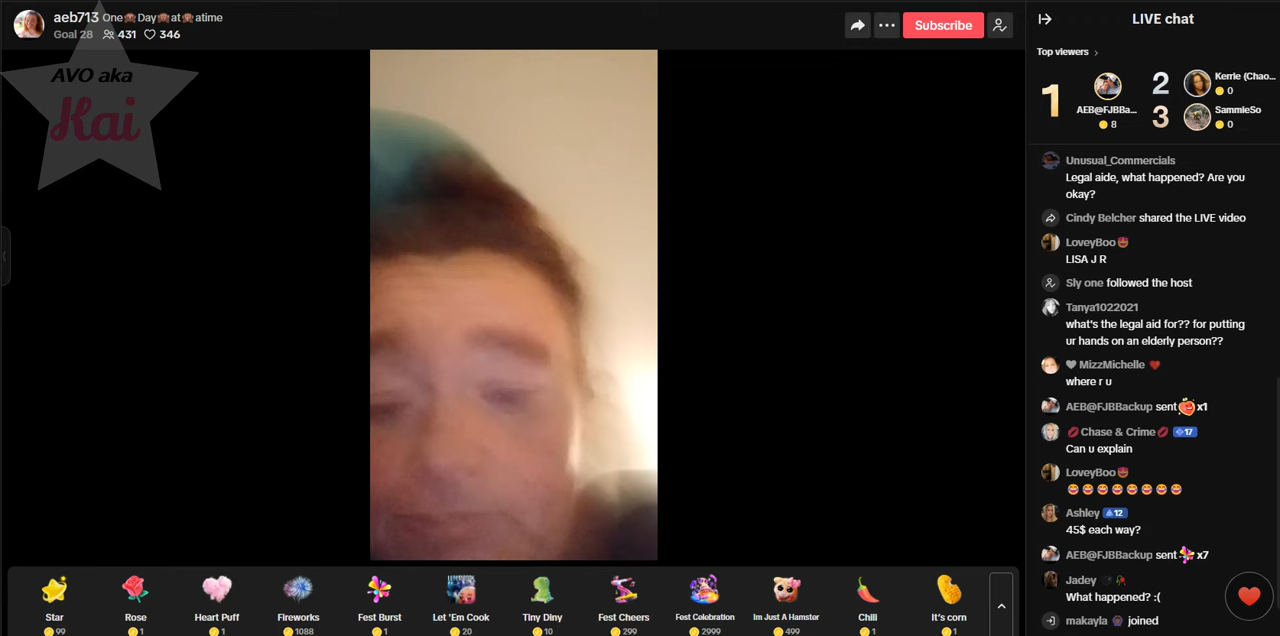 aeb713 One🙈Day🙈at🙈atime
Goal 28 431 346
AVO aka
Kai
Subscribe
LIVE chat
Top viewers
1
AEB@FJBBa...
8
2
Kerrie (Chao...
0
3
SammieSo
0
Unusual_Commercials
Legal aide, what happened? Are you
okay?
Cindy Belcher shared the LIVE video
LoveyBoo
LISA J R
Sly one followed the host
Tanya1022021
what's the legal aid for?? for putting
ur hands on an elderly person??
🩶 MizzMichelle ❤️
where r u
AEB@FJBBackup sent x1
💋Chase & Crime💋 17
Can u explain
LoveyBoo
😂😂😂😂😂😂😂😂
Ashley 12
45$ each way?
AEB@FJBBackup sent x7
Jadey 🖤🥀
What happened? :(
makayla joined
Star
99
Rose
1
Heart Puff
1
Fireworks
1088
Fest Burst
1
Let 'Em Cook
20
Tiny Diny
10
Fest Cheers
299
Fest Celebration
2999
Im Just A Hamster
499
Chili
1
It's corn
1